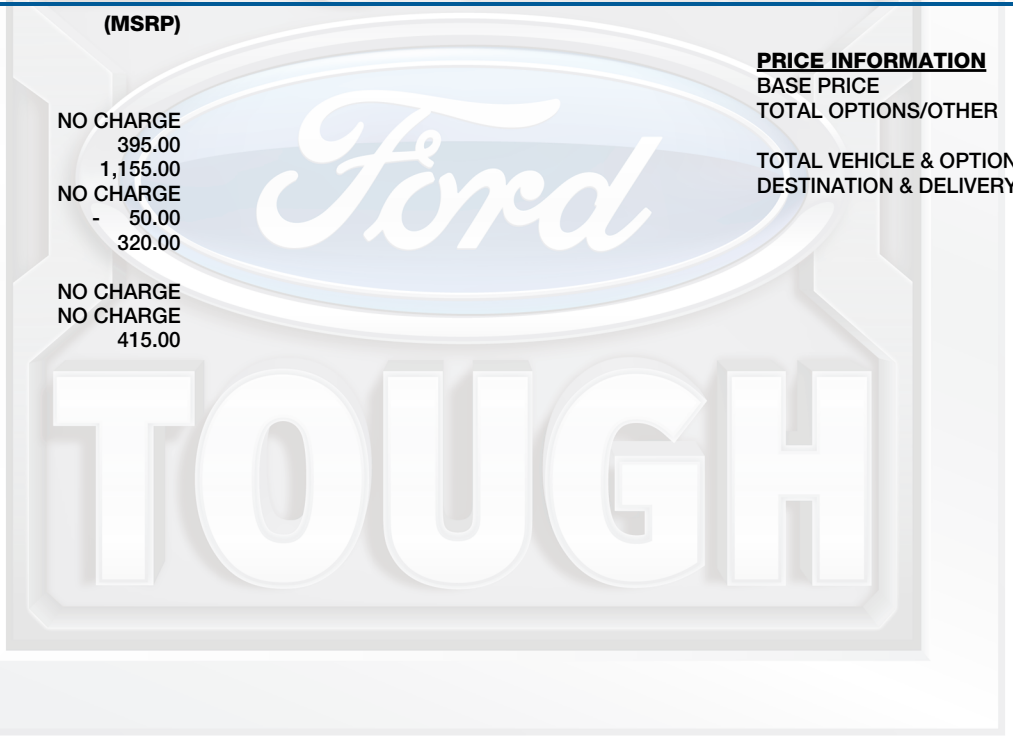 (MSRP)
NO CHARGE
395.00
1,155.00
NO CHARGE
- 50.00
320.00
NO CHARGE
NO CHARGE
415.00
PRICE INFORMATION
BASE PRICE
TOTAL OPTIONS/OTHER
TOTAL VEHICLE & OPTION
DESTINATION & DELIVERY
Ford
TOUGH